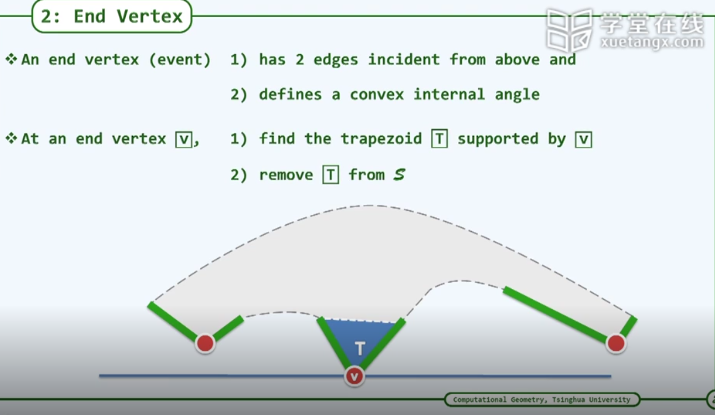 2: End Vertex
学堂在线
xuetangx.com
❖An end vertex (event) 1) has 2 edges incident from above and
2) defines a convex internal angle
❖At an end vertex v, 1) find the trapezoid T supported by v
2) remove T from S
T
v
Computational Geometry, Tsinghua University